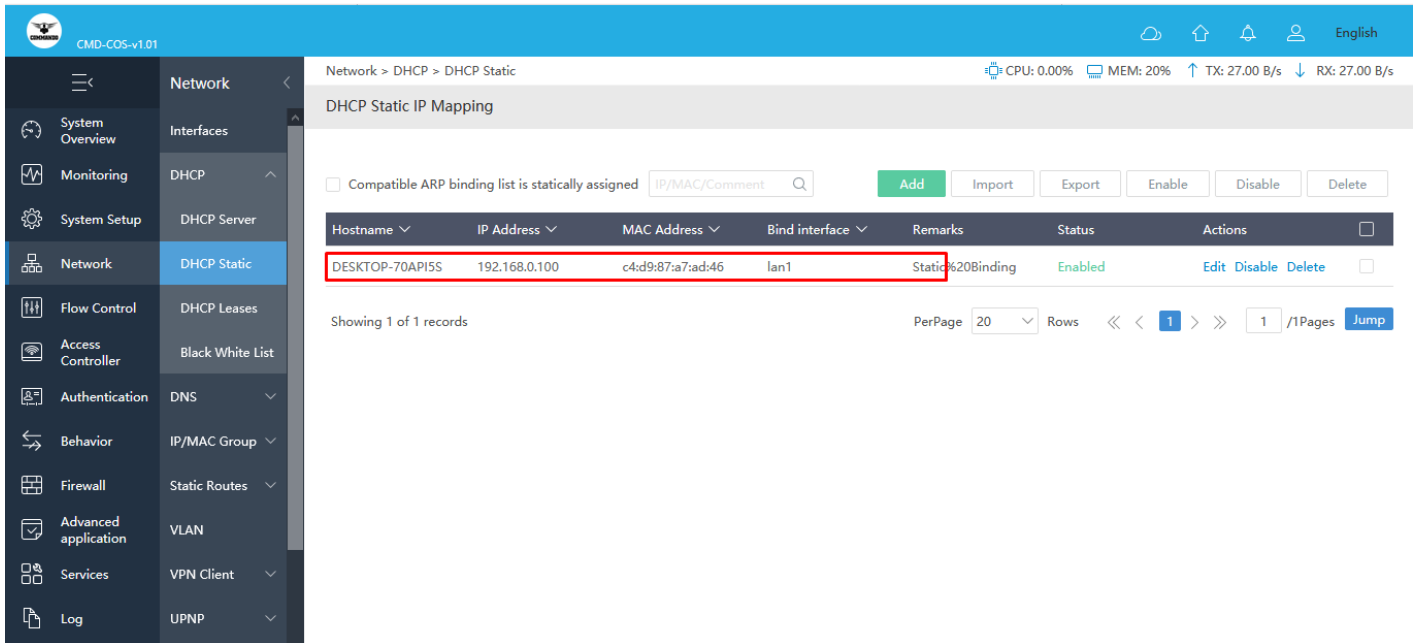 COMMANDO
CMD-COS-v1.01
English
Network
Network > DHCP > DHCP Static
CPU: 0.00%
MEM: 20%
TX: 27.00 B/s
RX: 27.00 B/s
DHCP Static IP Mapping
System Overview
Monitoring
System Setup
Network
Flow Control
Access Controller
Authentication
Behavior
Firewall
Advanced application
Services
Log
Interfaces
DHCP
DHCP Server
DHCP Static
DHCP Leases
Black White List
DNS
IP/MAC Group
Static Routes
VLAN
VPN Client
UPNP
Compatible ARP binding list is statically assigned
IP/MAC/Comment
Add Import Export Enable Disable Delete
Hostname IP Address MAC Address Bind interface Remarks Status Actions
DESKTOP-70API5S 192.168.0.100 c4:d9:87:a7:ad:46 lan1 Static%20Binding Enabled Edit Disable Delete
Showing 1 of 1 records
PerPage 20 Rows << < 1 > >> 1 /1Pages Jump